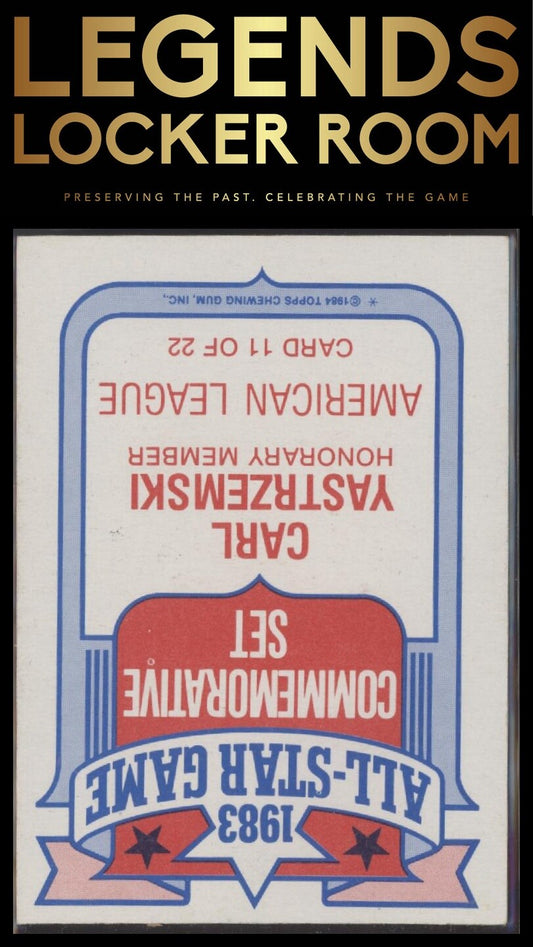 LEGENDS
LOCKER ROOM
PRESERVING THE PAST. CELEBRATING THE GAME
1983
ALL-STAR GAME
COMMEMORATIVE
SET
CARL
YASTRZEMSKI
HONORARY MEMBER
AMERICAN LEAGUE
CARD 11 OF 22
* © 1984 TOPPS CHEWING GUM, INC.,